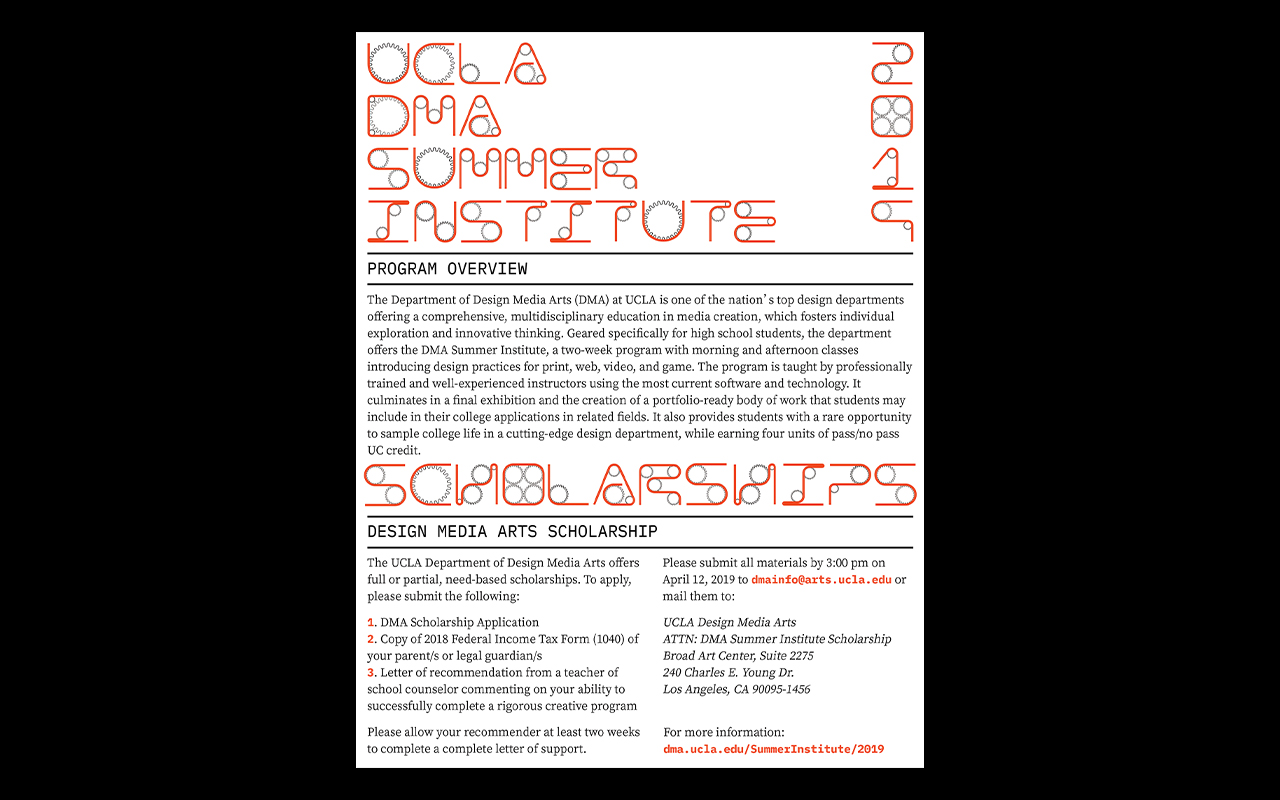 UCLA 2
DMA 0
SUMMER 1
INSTITUTE 9
PROGRAM OVERVIEW
The Department of Design Media Arts (DMA) at UCLA is one of the nation’s top design departments
offering a comprehensive, multidisciplinary education in media creation, which fosters individual
exploration and innovative thinking. Geared specifically for high school students, the department
offers the DMA Summer Institute, a two-week program with morning and afternoon classes
introducing design practices for print, web, video, and game. The program is taught by professionally
trained and well-experienced instructors using the most current software and technology. It
culminates in a final exhibition and the creation of a portfolio-ready body of work that students may
include in their college applications in related fields. It also provides students with a rare opportunity
to sample college life in a cutting-edge design department, while earning four units of pass/no pass
UC credit.
SCHOLARSHIPS
DESIGN MEDIA ARTS SCHOLARSHIP
The UCLA Department of Design Media Arts offers
full or partial, need-based scholarships. To apply,
please submit the following:
1. DMA Scholarship Application
2. Copy of 2018 Federal Income Tax Form (1040) of
your parent/s or legal guardian/s
3. Letter of recommendation from a teacher of
school counselor commenting on your ability to
successfully complete a rigorous creative program
Please allow your recommender at least two weeks
to complete a complete letter of support.
Please submit all materials by 3:00 pm on
April 12, 2019 to dmainfo@arts.ucla.edu or
mail them to:
UCLA Design Media Arts
ATTN: DMA Summer Institute Scholarship
Broad Art Center, Suite 2275
240 Charles E. Young Dr.
Los Angeles, CA 90095-1456
For more information:
dma.ucla.edu/SummerInstitute/2019